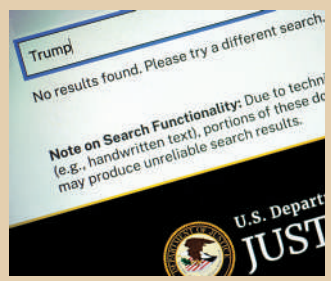 Trump
No results found. Please try a different search.
Note on Search Functionality: Due to techni
(e.g., handwritten text), portions of these do
may produce unreliable search results.
U.S. Depart
JUST